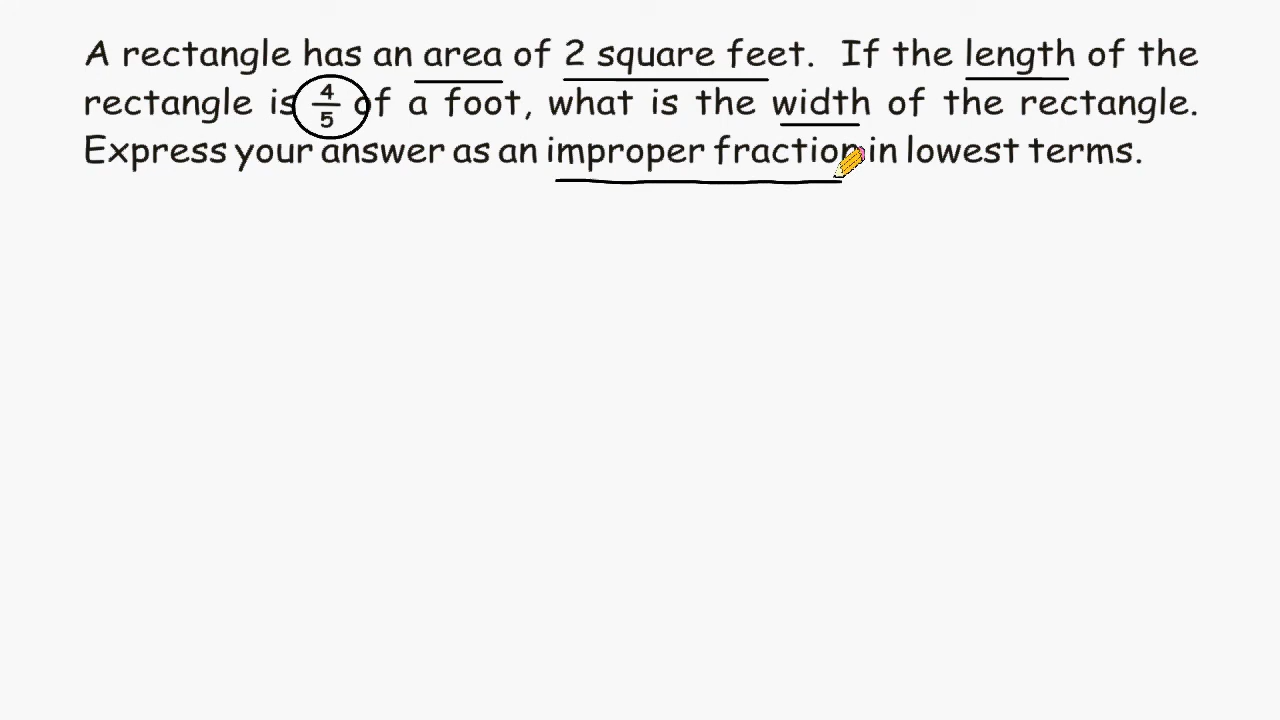 A rectangle has an area of 2 square feet. If the length of the
rectangle is 4/5 of a foot, what is the width of the rectangle.
Express your answer as an improper fraction in lowest terms.